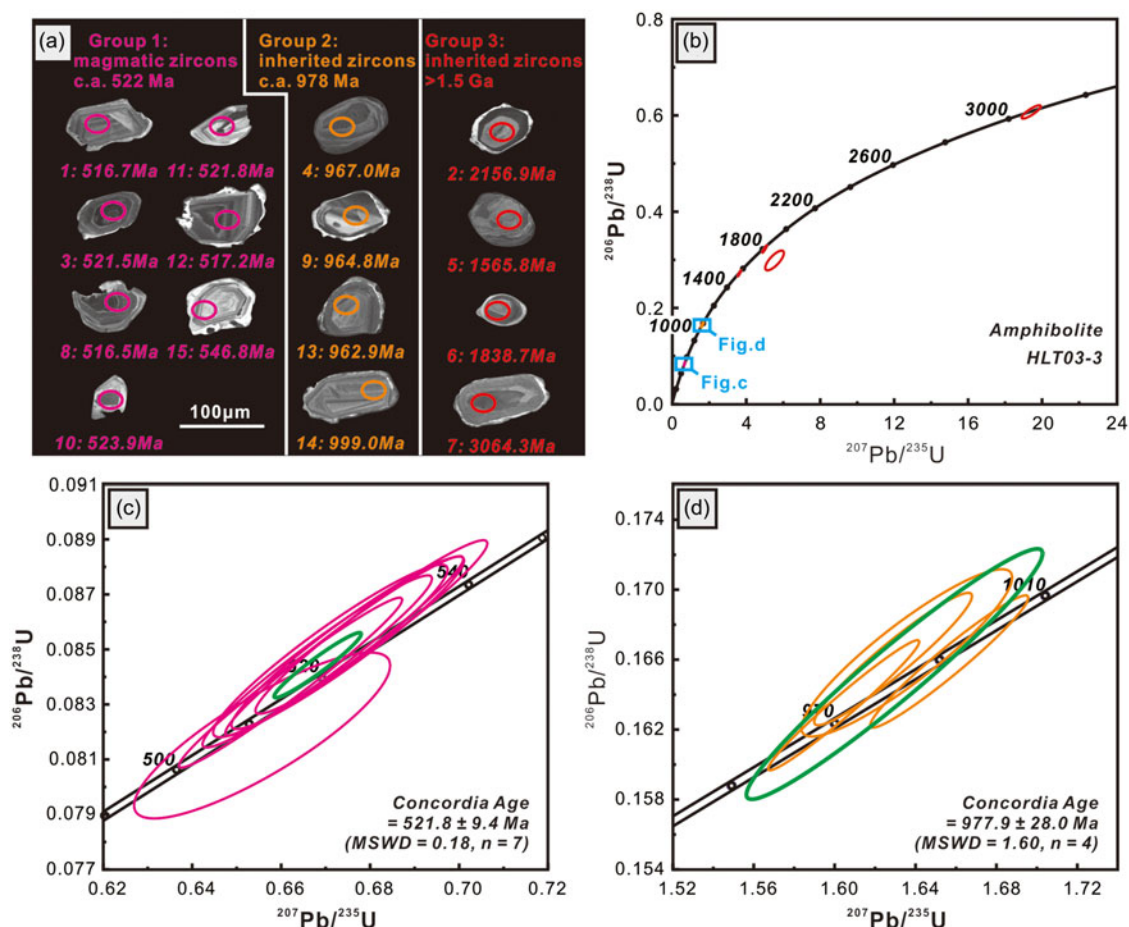 (a)
Group 1:
magmatic zircons
c.a. 522 Ma
Group 2:
inherited zircons
c.a. 978 Ma
Group 3:
inherited zircons
>1.5 Ga
1: 516.7Ma
11: 521.8Ma
4: 967.0Ma
2: 2156.9Ma
3: 521.5Ma
12: 517.2Ma
9: 964.8Ma
5: 1565.8Ma
8: 516.5Ma
15: 546.8Ma
13: 962.9Ma
6: 1838.7Ma
10: 523.9Ma
100μm
14: 999.0Ma
7: 3064.3Ma
(b)
0.8
0.6
0.4
0.2
0.0
206Pb/238U
3000
2600
2200
1800
1400
1000
Fig.d
Fig.c
Amphibolite
HLT03-3
0 4 8 12 16 20 24
207Pb/235U
(c)
0.091
0.089
0.087
0.085
0.083
0.081
0.079
0.077
206Pb/238U
540
520
500
Concordia Age
= 521.8 ± 9.4 Ma
(MSWD = 0.18, n = 7)
0.62 0.64 0.66 0.68 0.70 0.72
207Pb/235U
(d)
0.174
0.170
0.166
0.162
0.158
0.154
206Pb/238U
1010
970
Concordia Age
= 977.9 ± 28.0 Ma
(MSWD = 1.60, n = 4)
1.52 1.56 1.60 1.64 1.68 1.72
207Pb/235U